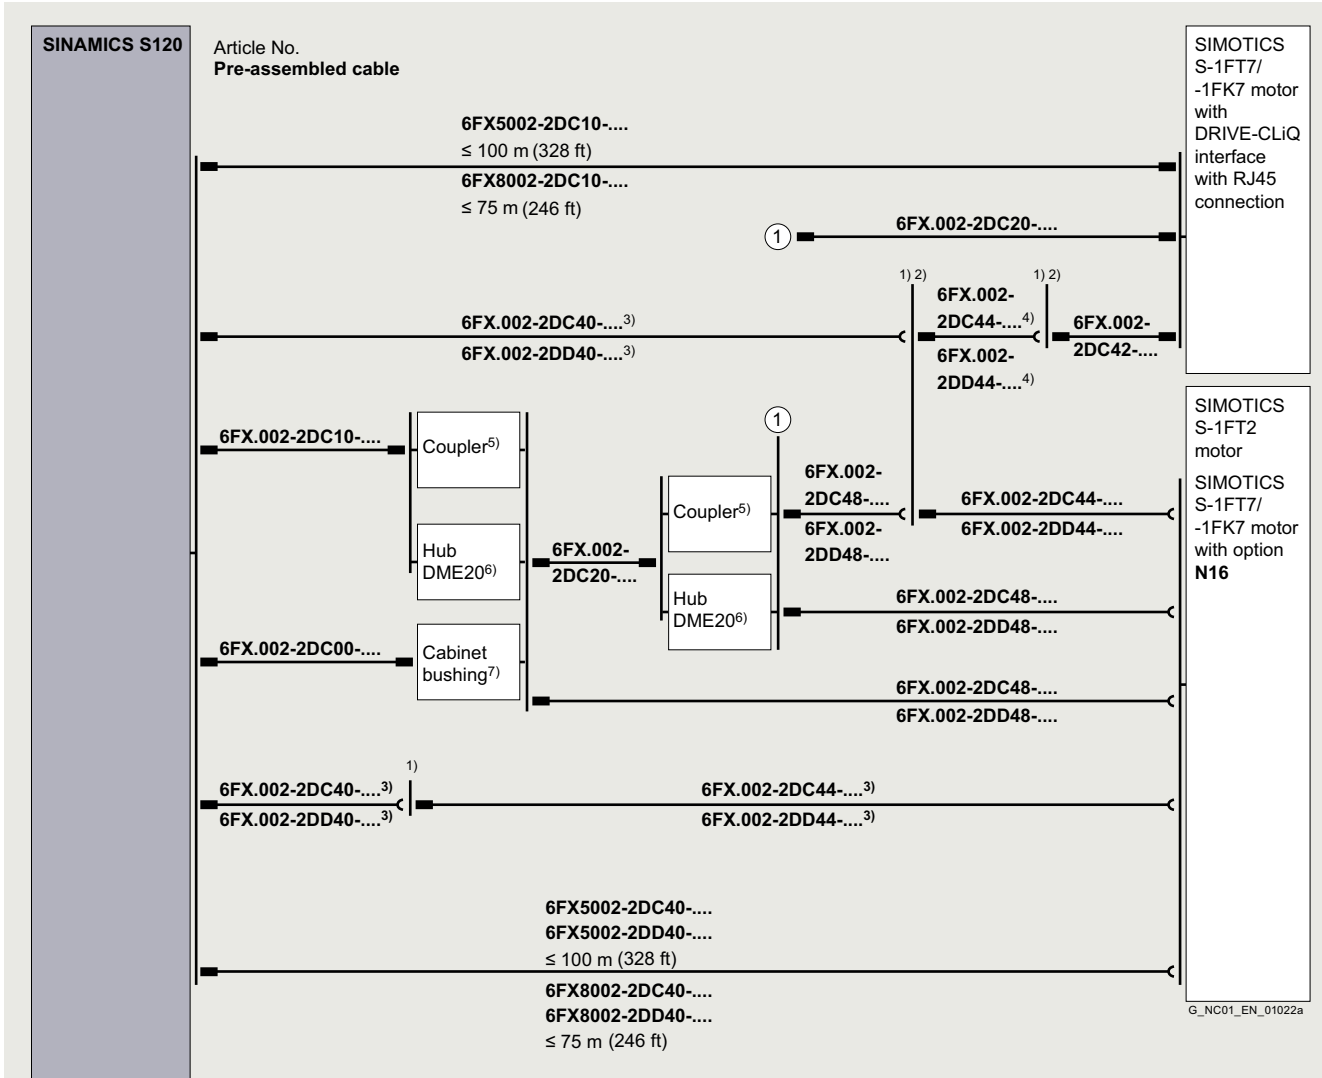 SINAMICS S120
Article No.
Pre-assembled cable
SIMOTICS
S-1FT7/
-1FK7 motor
with
DRIVE-CLiQ
interface
with RJ45
connection
6FX5002-2DC10-....
≤ 100 m (328 ft)
6FX8002-2DC10-....
≤ 75 m (246 ft)
1
6FX.002-2DC20-....
1) 2)
1) 2)
6FX.002-2DC40-....3)
6FX.002-2DD40-....3)
6FX.002-
2DC44-....4)
6FX.002-
2DD44-....4)
6FX.002-
2DC42-....
SIMOTICS
S-1FT2
motor
SIMOTICS
S-1FT7/
-1FK7 motor
with option
N16
6FX.002-2DC10-....
Coupler5)
Hub
DME206)
6FX.002-
2DC20-....
1
Coupler5)
Hub
DME206)
6FX.002-
2DC48-....
6FX.002-
2DD48-....
6FX.002-2DC44-....
6FX.002-2DD44-....
6FX.002-2DC48-....
6FX.002-2DD48-....
6FX.002-2DC00-....
Cabinet
bushing7)
6FX.002-2DC48-....
6FX.002-2DD48-....
6FX.002-2DC40-....3)
6FX.002-2DD40-....3)
1)
6FX.002-2DC44-....3)
6FX.002-2DD44-....3)
6FX5002-2DC40-....
6FX5002-2DD40-....
≤ 100 m (328 ft)
6FX8002-2DC40-....
6FX8002-2DD40-....
≤ 75 m (246 ft)
G_NC01_EN_01022a